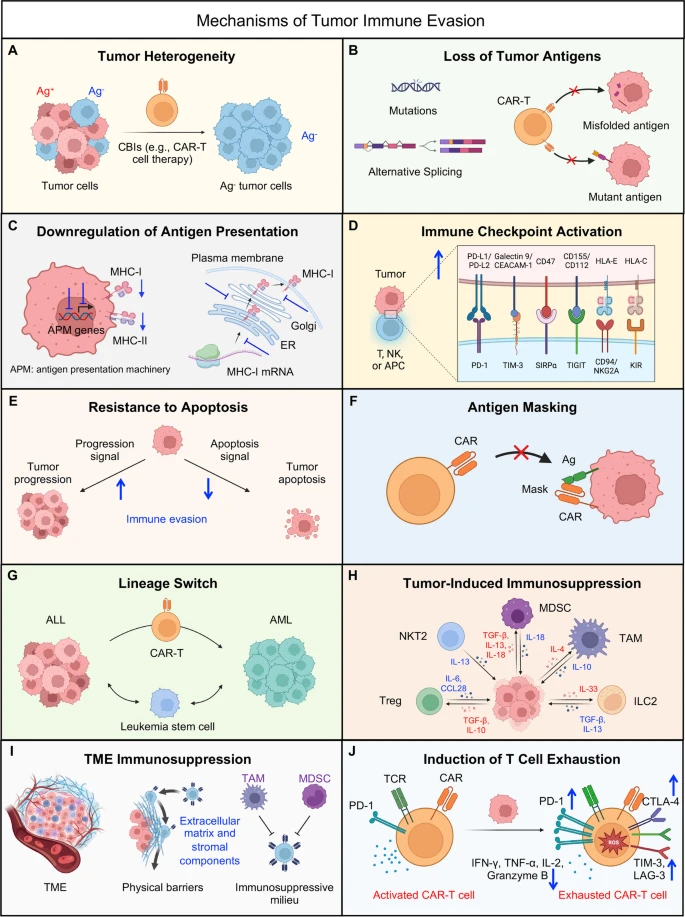 Mechanisms of Tumor Immune Evasion
A
Tumor Heterogeneity
Ag+
Ag-
CBIs (e.g., CAR-T
cell therapy)
Ag-
Tumor cells
Ag- tumor cells
B
Loss of Tumor Antigens
Mutations
Alternative Splicing
CAR-T
Misfolded antigen
Mutant antigen
C
Downregulation of Antigen Presentation
MHC-I
MHC-II
APM genes
APM: antigen presentation machinery
Plasma membrane
MHC-I
Golgi
ER
MHC-I mRNA
D
Immune Checkpoint Activation
Tumor
T, NK,
or APC
PD-L1/
PD-L2
Galectin 9/
CEACAM-1
CD47
CD155/
CD112
HLA-E
HLA-C
PD-1
TIM-3
SIRPα
TIGIT
CD94/
NKG2A
KIR
E
Resistance to Apoptosis
Progression
signal
Apoptosis
signal
Tumor
progression
Tumor
apoptosis
Immune evasion
F
Antigen Masking
CAR
Ag
Mask
CAR
G
Lineage Switch
ALL
AML
CAR-T
Leukemia stem cell
H
Tumor-Induced Immunosuppression
MDSC
NKT2
TAM
TGF-β,
IL-13,
IL-18
IL-18
IL-4
IL-13
IL-10
IL-6,
CCL28
IL-33
Treg
ILC2
TGF-β,
IL-10
TGF-β,
IL-13
I
TME Immunosuppression
TAM
MDSC
Extracellular
matrix and
stromal
components
TME
Physical barriers
Immunosuppressive
milieu
J
Induction of T Cell Exhaustion
TCR
CAR
PD-1
PD-1
CTLA-4
ROS
IFN-γ, TNF-α, IL-2,
Granzyme B
TIM-3,
LAG-3
Activated CAR-T cell
Exhausted CAR-T cell